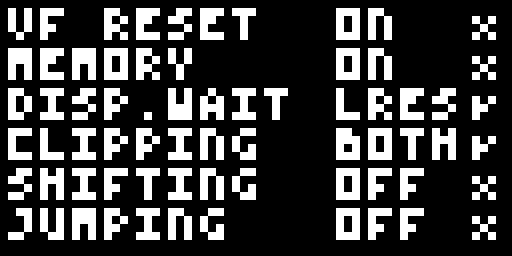 VF RESET ON x
MEMORY ON x
DISP.WAIT LRES r
CLIPPING BOTH r
SHIFTING OFF x
JUMPING OFF x